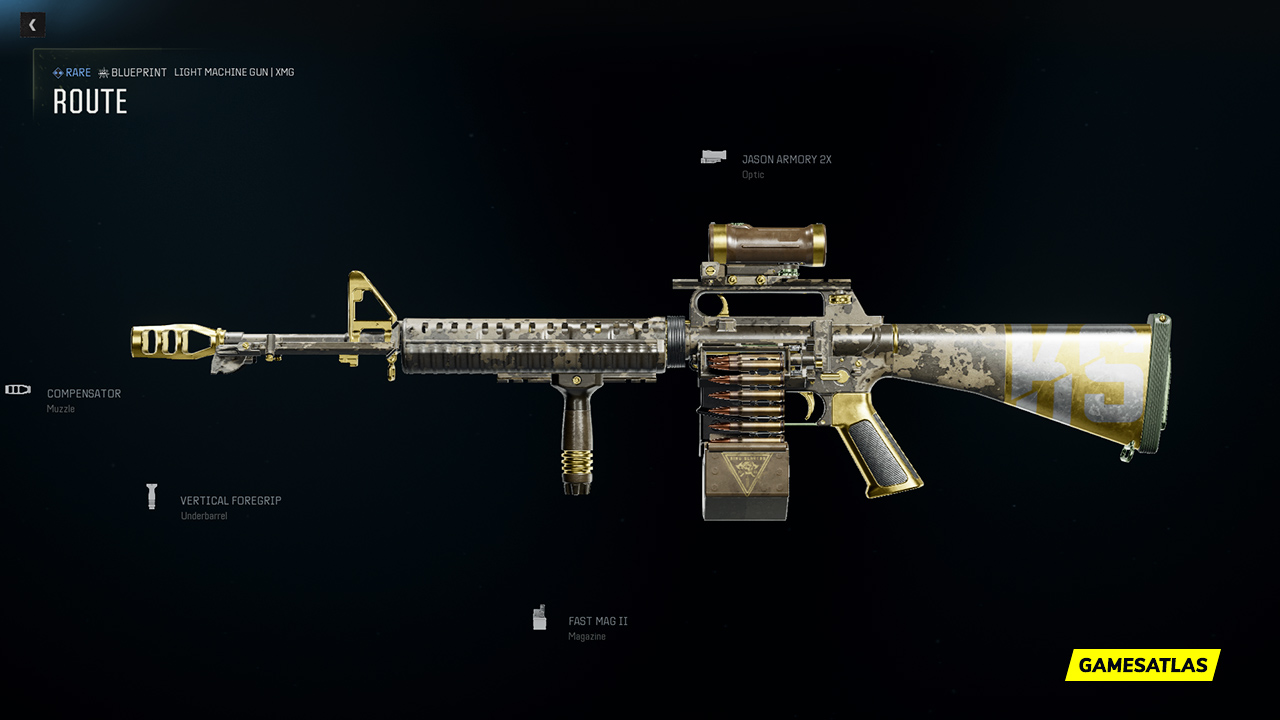 RARE BLUEPRINT LIGHT MACHINE GUN | XMG
ROUTE
JASON ARMORY 2X
Optic
KS
COMPENSATOR
Muzzle
VERTICAL FOREGRIP
Underbarrel
FAST MAG II
Magazine
GAMESATLAS